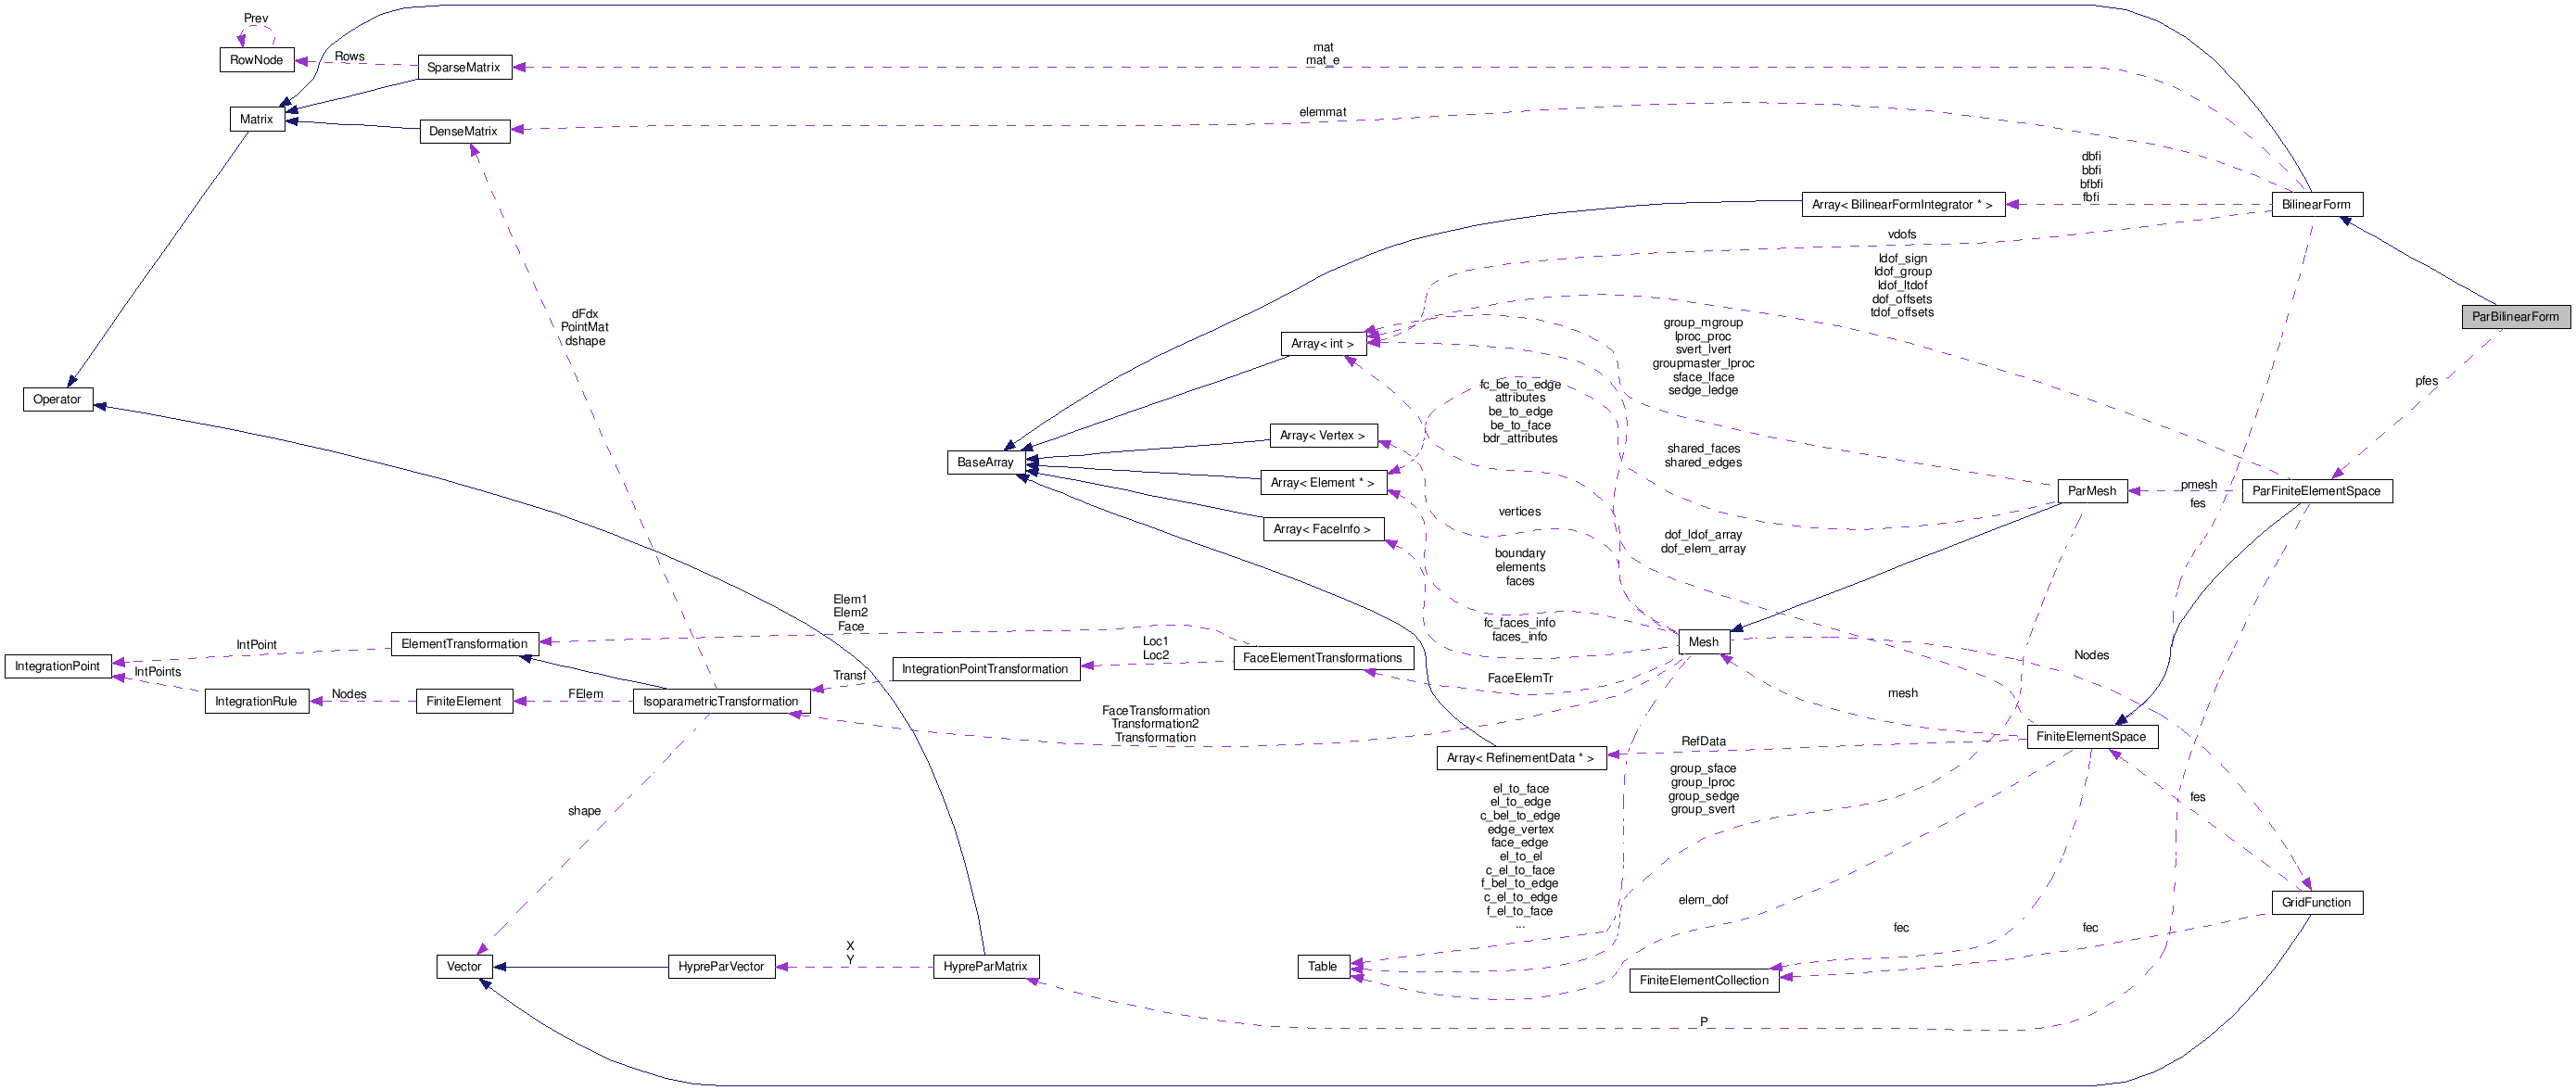 Prev
RowNode
Rows
SparseMatrix
mat
mat_e
Matrix
DenseMatrix
elemmat
dbfi
bbfi
bfbfi
fbfi
Array< BilinearFormIntegrator * >
BilinearForm
vdofs
ldof_sign
ldof_group
ldof_ltdof
dof_offsets
tdof_offsets
ParBilinearForm
dFdx
PointMat
dshape
Array< int >
group_mgroup
lproc_proc
svert_lvert
groupmaster_lproc
sface_lface
sedge_ledge
pfes
Operator
fc_be_to_edge
attributes
be_to_edge
be_to_face
bdr_attributes
Array< Vertex >
BaseArray
Array< Element * >
shared_faces
shared_edges
ParMesh
pmesh
fes
ParFiniteElementSpace
Array< FaceInfo >
vertices
dof_ldof_array
dof_elem_array
boundary
elements
faces
Elem1
Elem2
Face
ElementTransformation
IntPoint
IntegrationPoint
IntPoints
Loc1
Loc2
IntegrationPointTransformation
FaceElementTransformations
fc_faces_info
faces_info
Mesh
Nodes
FaceElemTr
Transf
IntegrationRule
Nodes
FiniteElement
FElem
IsoparametricTransformation
FaceTransformation
Transformation2
Transformation
mesh
FiniteElementSpace
RefData
Array< RefinementData * >
group_sface
group_lproc
group_sedge
group_svert
el_to_face
el_to_edge
c_bel_to_edge
edge_vertex
face_edge
el_to_el
c_el_to_face
f_bel_to_edge
c_el_to_edge
f_el_to_face
...
shape
fes
elem_dof
GridFunction
fec
fec
Vector
HypreParVector
X
Y
HypreParMatrix
Table
FiniteElementCollection
P